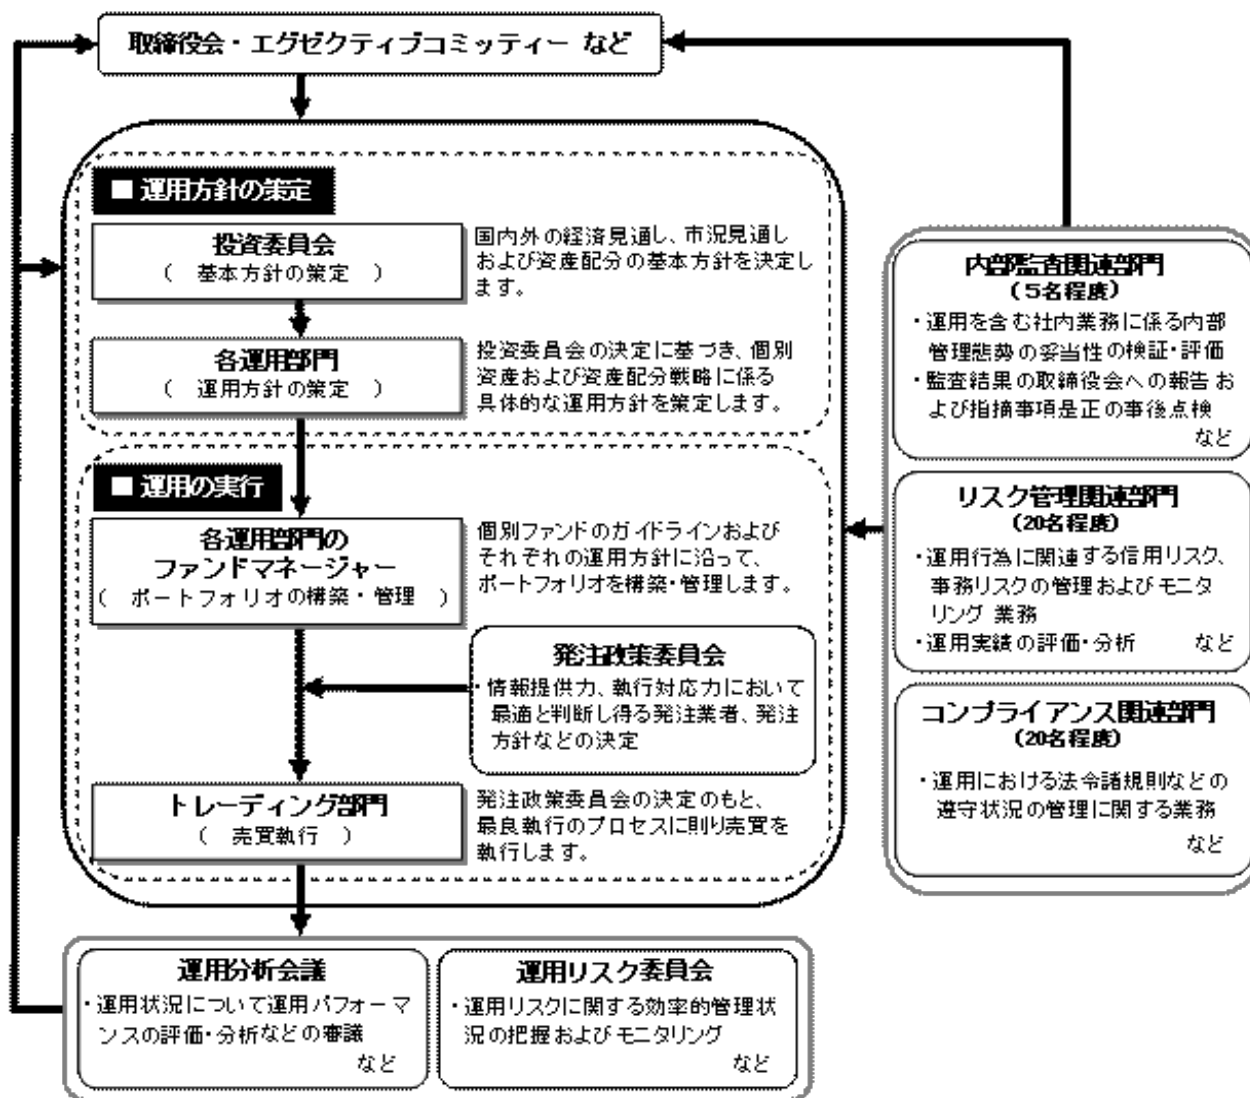 取締役会・エグゼクティブコミッティー など
■ 運用方針の策定
投資委員会
( 基本方針の策定 )
国内外の経済見通し、市況見通し
および資産配分の基本方針を決定し
ます。
各運用部門
( 運用方針の策定 )
投資委員会の決定に基づき、個別
資産および資産配分戦略に係る
具体的な運用方針を策定します。
■ 運用の実行
各運用部門の
ファンドマネージャー
( ポートフォリオの構築・管理 )
個別ファンドのガイドラインおよび
それぞれの運用方針に沿って、
ポートフォリオを構築・管理します。
発注政策委員会
・情報提供力、執行対応力において
最適と判断し得る発注業者、発注
方針などの決定
トレーディング部門
( 売買執行 )
発注政策委員会の決定のもと、
最良執行のプロセスに則り売買を
執行します。
運用分析会議
・運用状況について運用パフォーマ
ンスの評価・分析などの審議
など
運用リスク委員会
・運用リスクに関する効率的管理状
況の把握およびモニタリング
など
内部監査関連部門
(5名程度)
・運用を含む社内業務に係る内部
管理態勢の妥当性の検証・評価
・監査結果の取締役会への報告 お
よび指摘事項是正の事後点検
など
リスク管理関連部門
(20名程度)
・運用行為に関連する信用リスク、
事務リスクの管理および モニタ
リング 業務
・運用実績の評価・分析 など
コンプライアンス関連部門
(20名程度)
・運用における法令諸規則などの
遵守状況の管理に関する業務
など